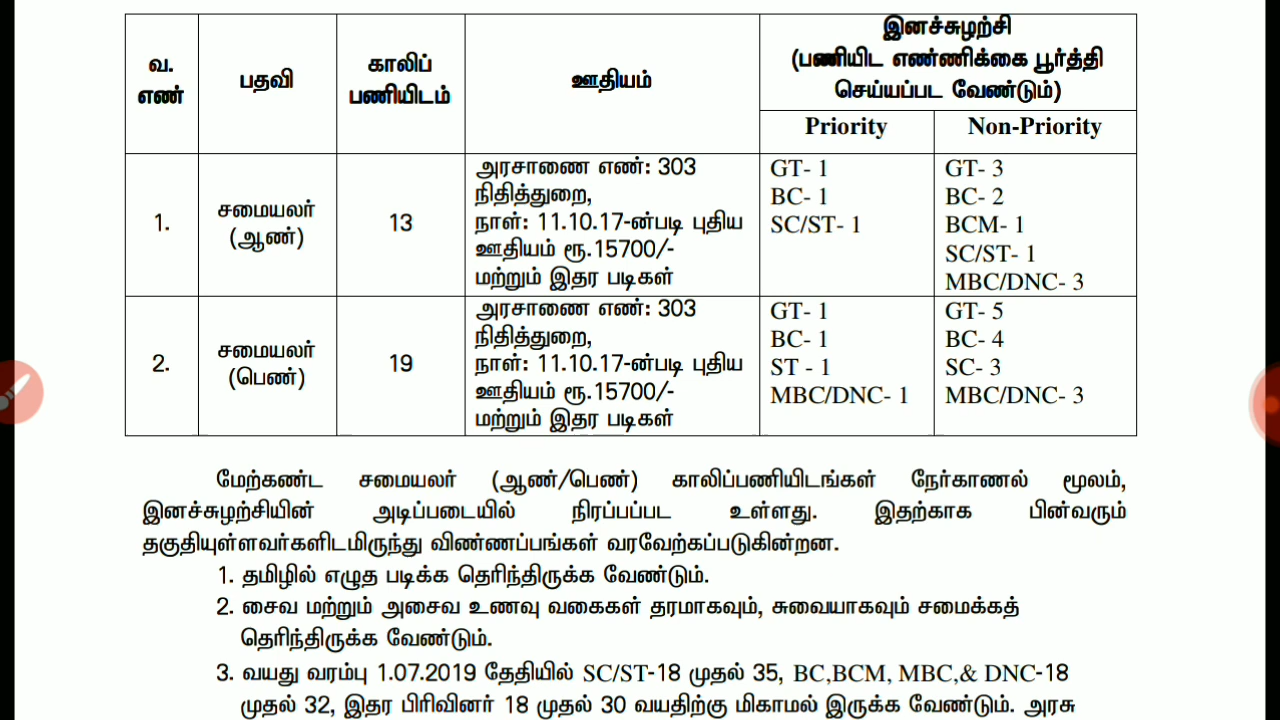 வ.
எண்
பதவி
காலிப்
பணியிடம்
ஊதியம்
இனச்சுழற்சி
(பணியிட எண்ணிக்கை பூர்த்தி
செய்யப்பட வேண்டும்)
Priority
Non-Priority
1.
சமையலர்
(ஆண்)
13
அரசாணை எண்: 303
நிதித்துறை,
நாள்: 11.10.17-ன்படி புதிய
ஊதியம் ரூ.15700/-
மற்றும் இதர படிகள்
GT- 1
BC- 1
SC/ST- 1
GT- 3
BC- 2
BCM- 1
SC/ST- 1
MBC/DNC- 3
2.
சமையலர்
(பெண்)
19
அரசாணை எண்: 303
நிதித்துறை,
நாள்: 11.10.17-ன்படி புதிய
ஊதியம் ரூ.15700/-
மற்றும் இதர படிகள்
GT- 1
BC- 1
ST - 1
MBC/DNC- 1
GT- 5
BC- 4
SC- 3
MBC/DNC- 3
மேற்கண்ட சமையலர் (ஆண்/பெண்) காலிப்பணியிடங்கள் நேர்காணல் மூலம்,
இனச்சுழற்சியின் அடிப்படையில் நிரப்பப்பட உள்ளது. இதற்காக பின்வரும்
தகுதியுள்ளவர்களிடமிருந்து விண்ணப்பங்கள் வரவேற்கப்படுகின்றன.
1. தமிழில் எழுத படிக்க தெரிந்திருக்க வேண்டும்.
2. சைவ மற்றும் அசைவ உணவு வகைகள் தரமாகவும், சுவையாகவும் சமைக்கத்
தெரிந்திருக்க வேண்டும்.
3. வயது வரம்பு 1.07.2019 தேதியில் SC/ST-18 முதல் 35, BC,BCM, MBC,& DNC-18
முதல் 32, இதர பிரிவினர் 18 முதல் 30 வயதிற்கு மிகாமல் இருக்க வேண்டும். அரசு